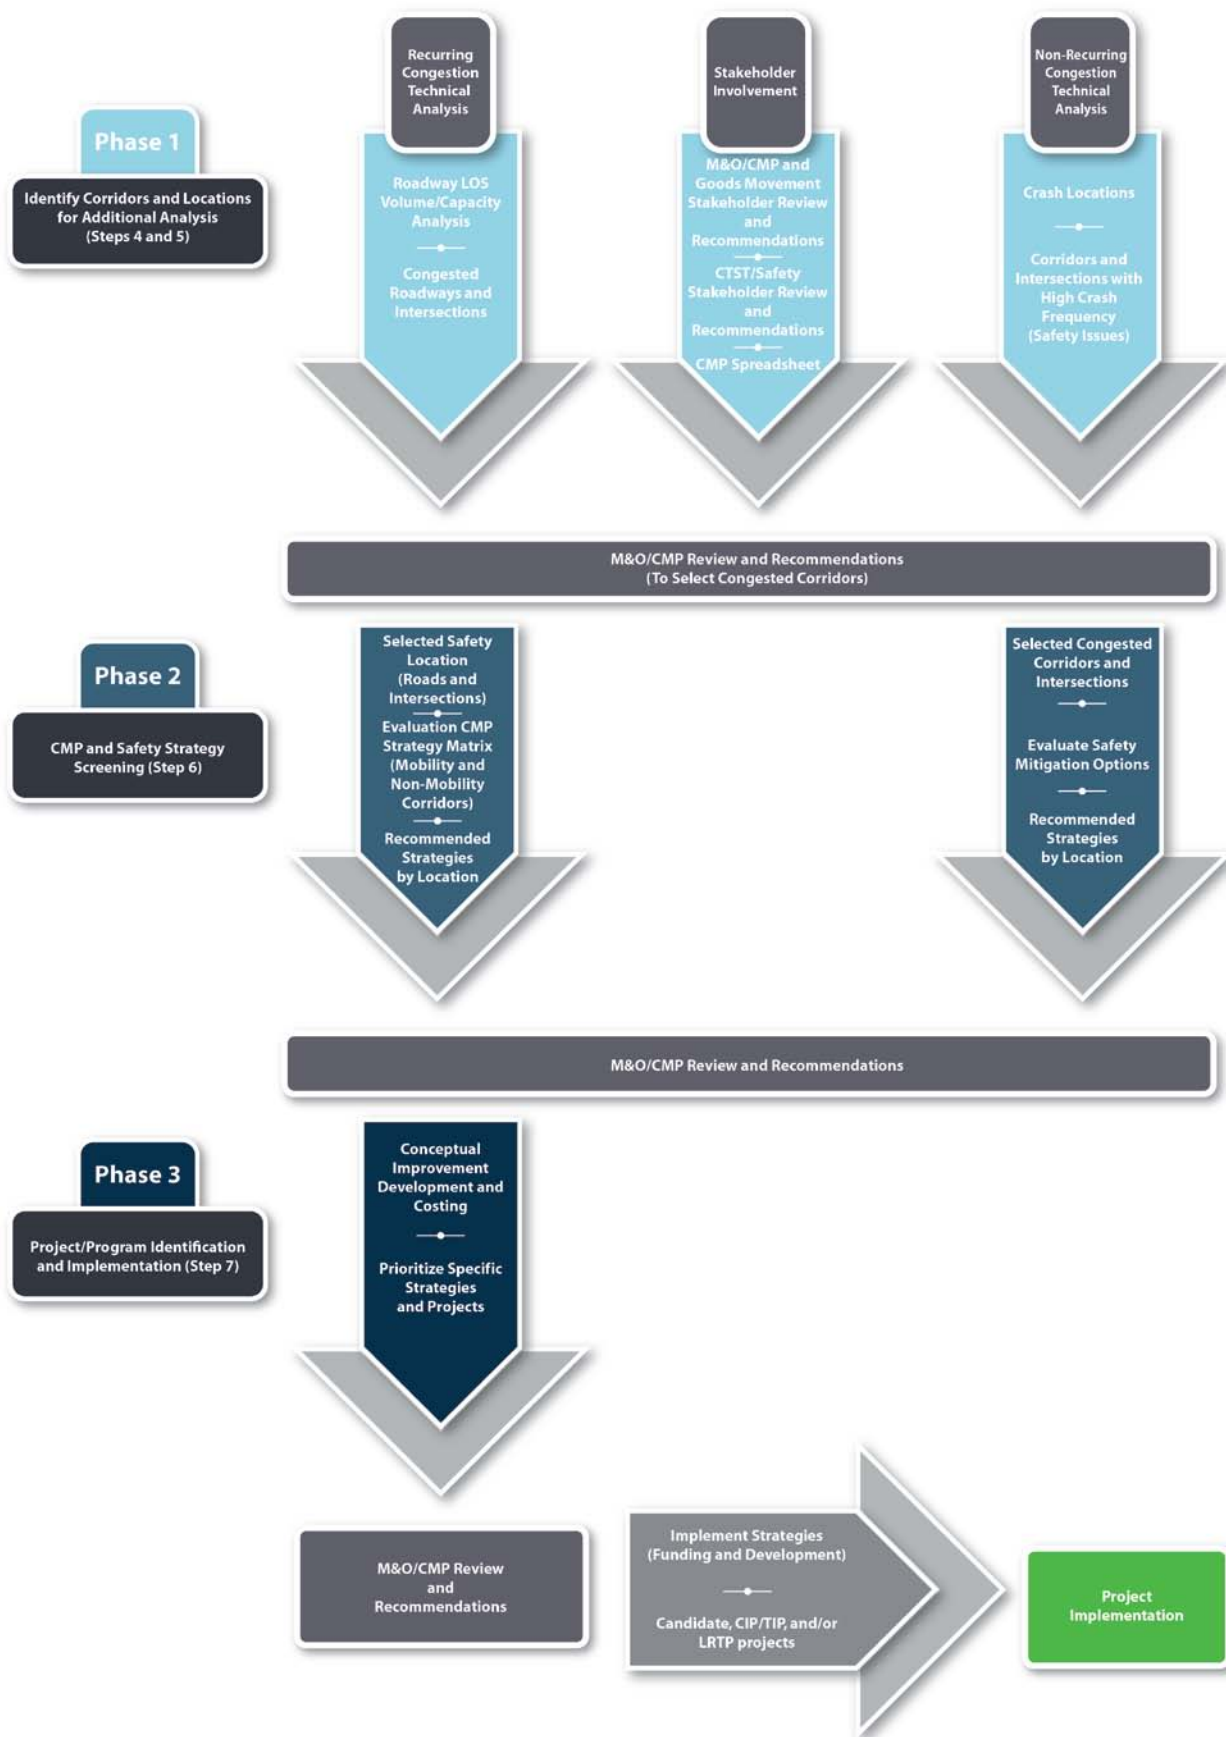 Recurring
Congestion
Technical
Analysis
Stakeholder
Involvement
Non-Recurring
Congestion
Technical
Analysis
Phase 1
Identify Corridors and Locations
for Additional Analysis
(Steps 4 and 5)
Roadway LOS
Volume/Capacity
Analysis
Congested
Roadways and
Intersections
M&O/CMP and
Goods Movement
Stakeholder Review
and
Recommendations
CTST/Safety
Stakeholder Review
and
Recommendations
CMP Spreadsheet
Crash Locations
Corridors and
Intersections with
High Crash
Frequency
(Safety Issues)
M&O/CMP Review and Recommendations
(To Select Congested Corridors)
Phase 2
CMP and Safety Strategy
Screening (Step 6)
Selected Safety
Location
(Roads and
Intersections)
Evaluation CMP
Strategy Matrix
(Mobility and
Non-Mobility
Corridors)
Recommended
Strategies
by Location
Selected Congested
Corridors and
Intersections
Evaluate Safety
Mitigation Options
Recommended
Strategies
by Location
M&O/CMP Review and Recommendations
Phase 3
Project/Program Identification
and Implementation (Step 7)
Conceptual
Improvement
Development and
Costing
Prioritize Specific
Strategies
and Projects
M&O/CMP Review
and
Recommendations
Implement Strategies
(Funding and Development)
Candidate, CIP/TIP, and/or
LRTP projects
Project
Implementation